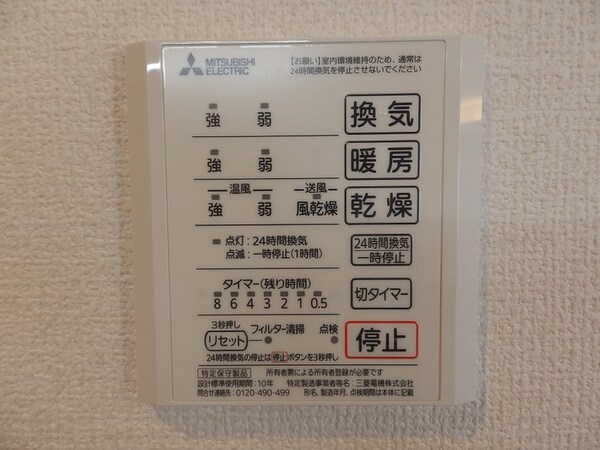 MITSUBISHI
ELECTRIC
【お願い】室内環境維持のため、通常は
24時間換気を停止させないでください
強 弱 換気
強 弱 暖房
温風 送風
強 弱 風乾燥 乾燥
点灯:24時間換気
点滅:一時停止(1時間)
24時間換気
一時停止
タイマー(残り時間)
8 6 4 3 2 1 0.5
切タイマー
3秒押し
リセット フィルター清掃 点検
停止
24時間換気の停止は停止ボタンを3秒押し
特定保守製品 所有者票による所有者登録が必要です
設計標準使用期間:10年 特定製造事業者等名:三菱電機株式会社
問合せ連絡先:0120-490-499 形名、製造年月、点検期間は本体に記載